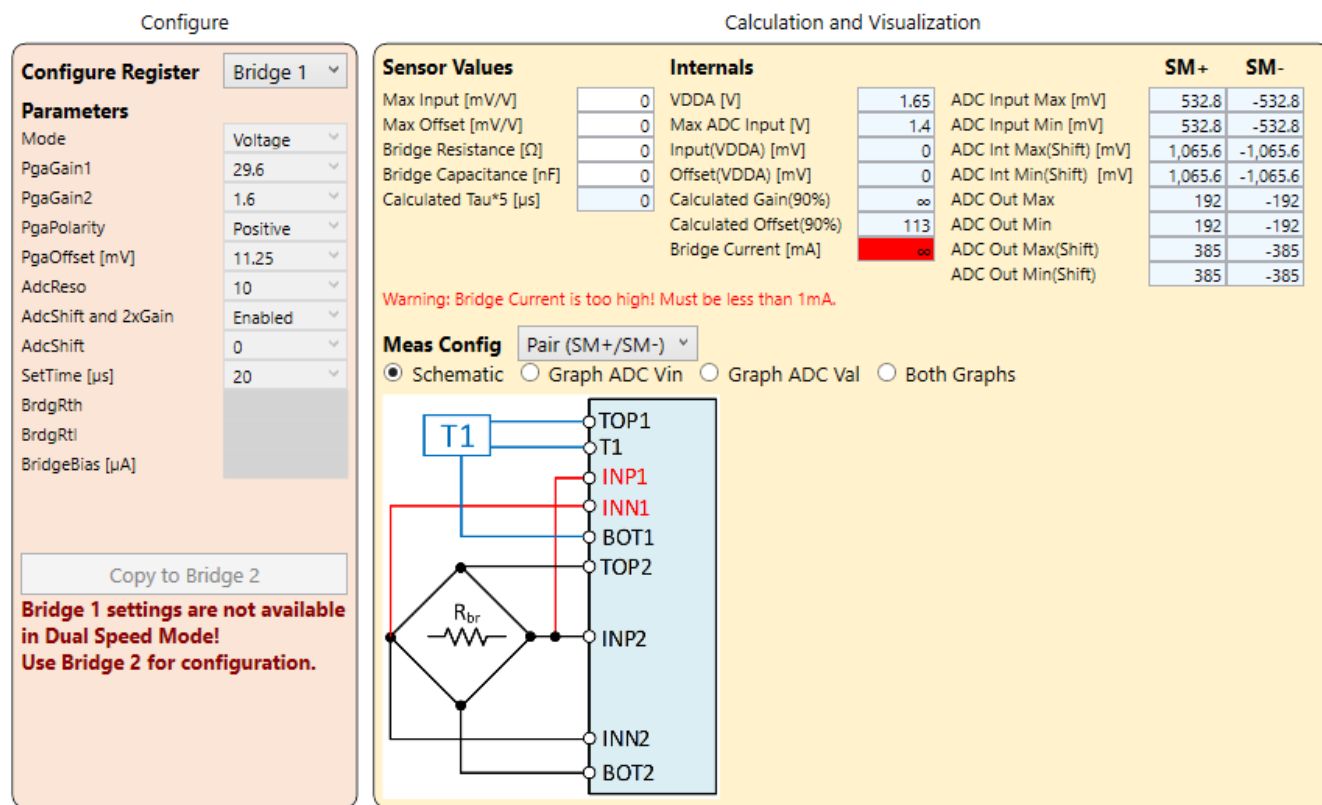 Configure
Configure Register Bridge 1
Parameters
Mode Voltage
PgaGain1 29.6
PgaGain2 1.6
PgaPolarity Positive
PgaOffset [mV] 11.25
AdcReso 10
AdcShift and 2xGain Enabled
AdcShift 0
SetTime [µs] 20
BrdgRth
BrdgRtl
BridgeBias [µA]
Copy to Bridge 2
Bridge 1 settings are not available
in Dual Speed Mode!
Use Bridge 2 for configuration.
Calculation and Visualization
Sensor Values
Max Input [mV/V] 0
Max Offset [mV/V] 0
Bridge Resistance [Ω] 0
Bridge Capacitance [nF] 0
Calculated Tau*5 [µs] 0
Internals
VDDA [V] 1.65
Max ADC Input [V] 1.4
Input(VDDA) [mV] 0
Offset(VDDA) [mV] 0
Calculated Gain(90%) ∞
Calculated Offset(90%) 113
Bridge Current [mA] ∞
SM+ SM-
ADC Input Max [mV] 532.8 -532.8
ADC Input Min [mV] 532.8 -532.8
ADC Int Max(Shift) [mV] 1,065.6 -1,065.6
ADC Int Min(Shift) [mV] 1,065.6 -1,065.6
ADC Out Max 192 -192
ADC Out Min 192 -192
ADC Out Max(Shift) 385 -385
ADC Out Min(Shift) 385 -385
Warning: Bridge Current is too high! Must be less than 1mA.
Meas Config Pair (SM+/SM-)
Schematic Graph ADC Vin Graph ADC Val Both Graphs
T1
TOP1
T1
INP1
INN1
BOT1
TOP2
Rbr
INP2
INN2
BOT2